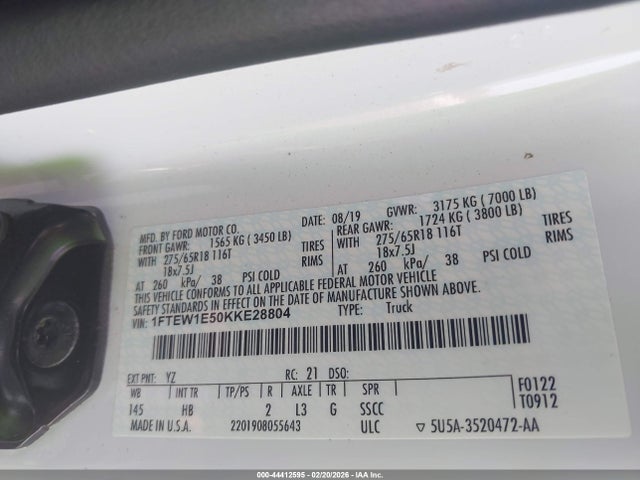 MFD. BY FORD MOTOR CO. DATE: 08/19 GVWR: 3175 KG ( 7000 LB)
FRONT GAWR: 1565 KG ( 3450 LB) REAR GAWR: 1724 KG ( 3800 LB)
WITH 275/65R18 116T TIRES WITH 275/65R18 116T TIRES
18x7.5J RIMS 18x7.5J RIMS
AT 260 kPa/ 38 PSI COLD AT 260 kPa/ 38 PSI COLD
THIS VEHICLE CONFORMS TO ALL APPLICABLE FEDERAL MOTOR VEHICLE
SAFETY STANDARDS IN EFFECT ON THE DATE OF MANUFACTURE SHOWN ABOVE.
VIN: 1FTEW1E50KKE28804 TYPE: Truck
EXT PNT: YZ RC: 21 DSO:
WB INT TR TP/PS R AXLE TR SPR F0122
145 HB 2 L3 G SSCC T0912
MADE IN U.S.A. 2201908055643 ULC ▽ 5U5A-3520472-AA
000-44412595 - 02/20/2026 - IAA Inc.